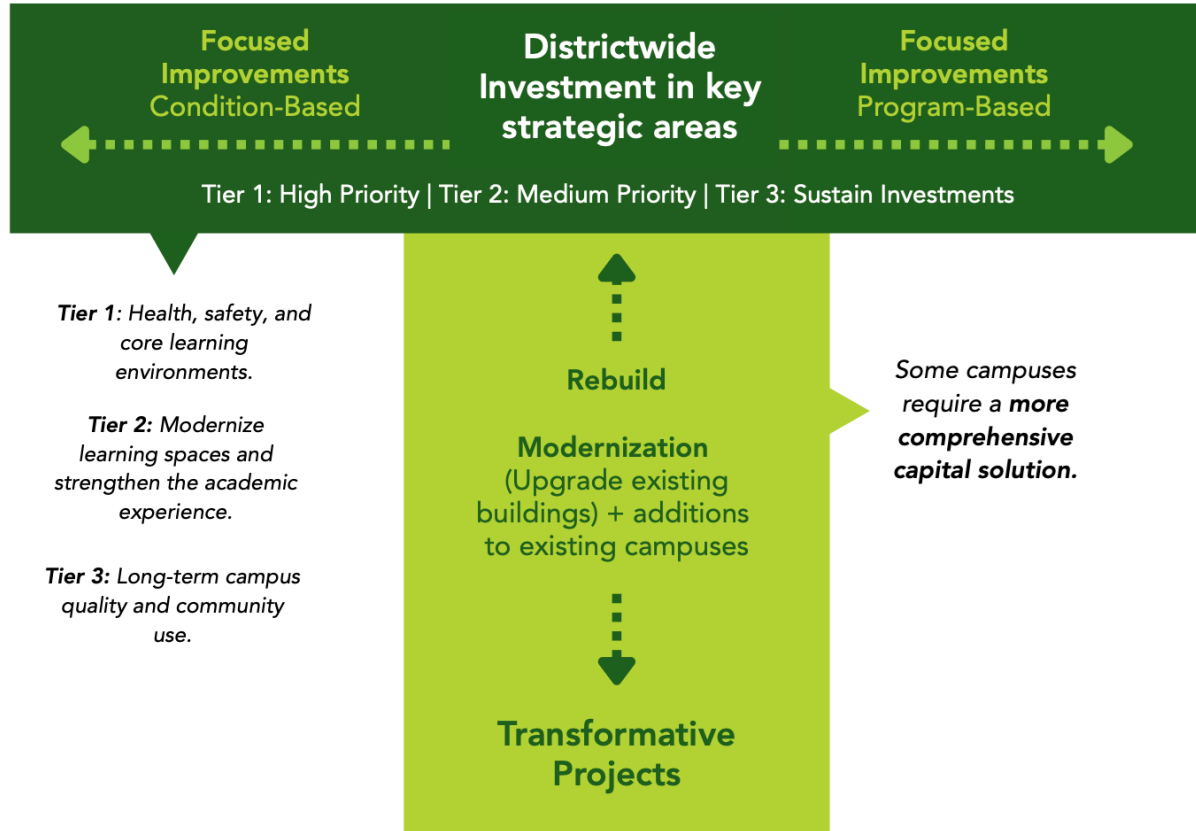 Focused
Improvements
Condition-Based
Districtwide
Investment in key
strategic areas
Focused
Improvements
Program-Based
Tier 1: High Priority | Tier 2: Medium Priority | Tier 3: Sustain Investments
Tier 1: Health, safety, and
core learning
environments.
Tier 2: Modernize
learning spaces and
strengthen the academic
experience.
Tier 3: Long-term campus
quality and community
use.
Rebuild
Modernization
(Upgrade existing
buildings) + additions
to existing campuses
Transformative
Projects
Some campuses
require a more
comprehensive
capital solution.